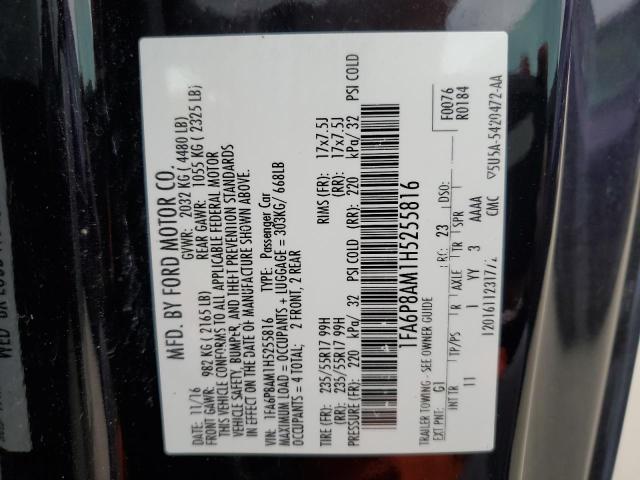 MFD. BY FORD MOTOR CO.
DATE: 11/16 GVWR: 2032 KG ( 4480 LB)
FRONT GAWR: 982 KG ( 2165 LB) REAR GAWR: 1055 KG ( 2325 LB)
THIS VEHICLE CONFORMS TO ALL APPLICABLE FEDERAL MOTOR
VEHICLE SAFETY, BUMPER, AND THEFT PREVENTION STANDARDS
IN EFFECT ON THE DATE OF MANUFACTURE SHOWN ABOVE.
VIN: 1FA6P8AM1H5255816 TYPE: Passenger Car
MAXIMUM LOAD = OCCUPANTS + LUGGAGE = 303KG/ 668LB
OCCUPANTS = 4 TOTAL: 2 FRONT, 2 REAR
TIRE (FR): 235/55R17 99H RIMS (FR): 17x7.5J
(RR): 235/55R17 99H (RR): 17x7.5J
PRESSURE (FR): 220 kPa/ 32 PSI COLD (RR): 220 kPa/ 32 PSI COLD
1FA6P8AM1H5255816
TRAILER TOWING - SEE OWNER GUIDE F0076
R0184
EXT PNT: G1 RC: 23 DSO:
INT TR TP/PS R AXLE TR SPR
11 I YY 3 AAAA
12016112317 CMC ▽5U5A-5420472-AA